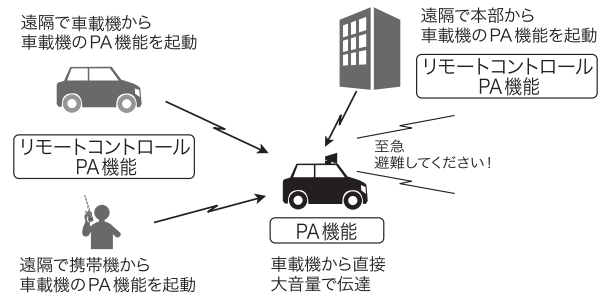 遠隔で車載機から
車載機のPA機能を起動
リモートコントロール
PA機能
遠隔で携帯機から
車載機のPA機能を起動
遠隔で本部から
車載機のPA機能を起動
リモートコントロール
PA機能
至急
避難してください!
PA機能
車載機から直接
大音量で伝達